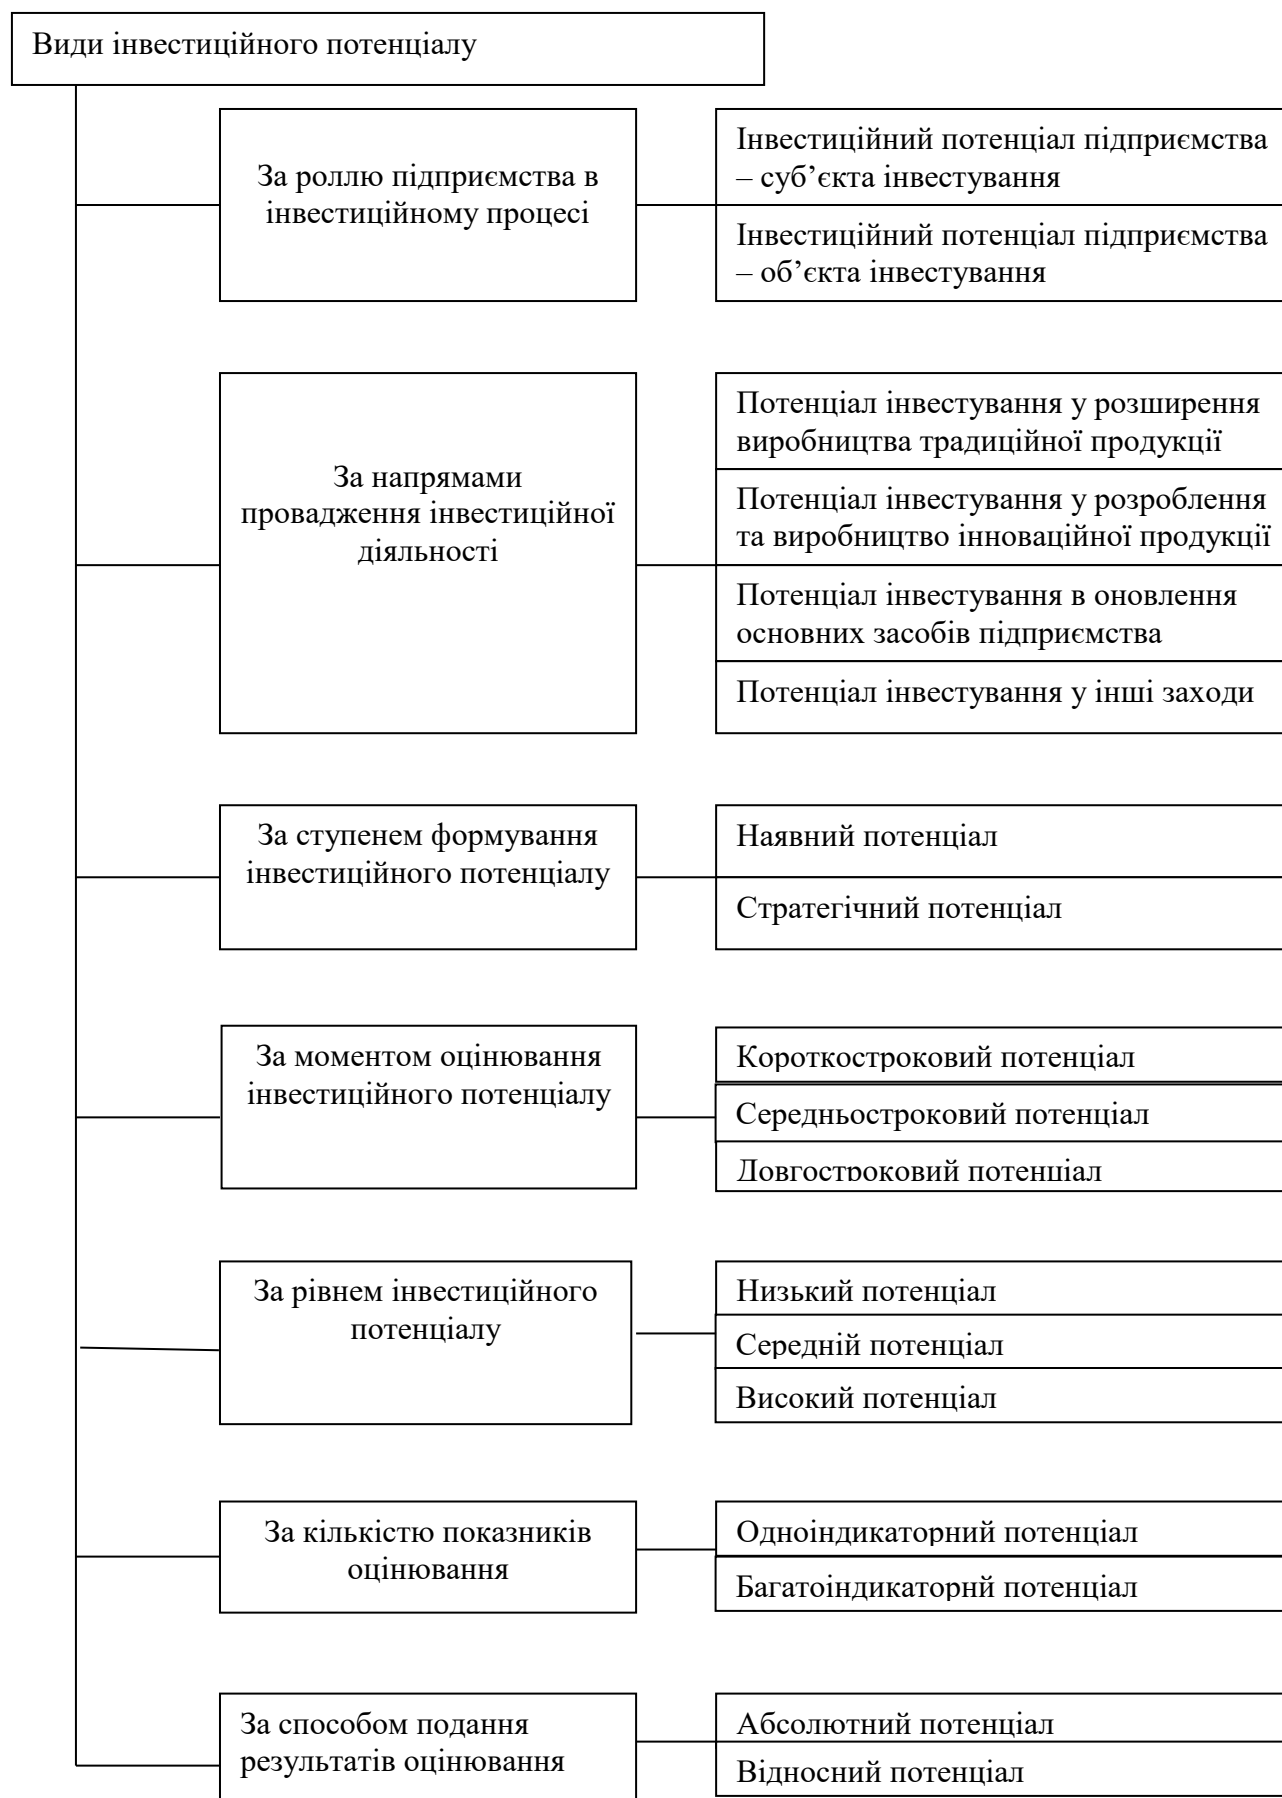 Види інвестиційного потенціалу
За роллю підприємства в
інвестиційному процесі
Інвестиційний потенціал підприємства
– суб’єкта інвестування
Інвестиційний потенціал підприємства
– об’єкта інвестування
За напрямами
провадження інвестиційної
діяльності
Потенціал інвестування у розширення
виробництва традиційної продукції
Потенціал інвестування у розроблення
та виробництво інноваційної продукції
Потенціал інвестування в оновлення
основних засобів підприємства
Потенціал інвестування у інші заходи
За ступенем формування
інвестиційного потенціалу
Наявний потенціал
Стратегічний потенціал
За моментом оцінювання
інвестиційного потенціалу
Короткостроковий потенціал
Середньостроковий потенціал
Довгостроковий потенціал
За рівнем інвестиційного
потенціалу
Низький потенціал
Середній потенціал
Високий потенціал
За кількістю показників
оцінювання
Одноіндикаторний потенціал
Багатоіндикаторнй потенціал
За способом подання
результатів оцінювання
Абсолютний потенціал
Відносний потенціал